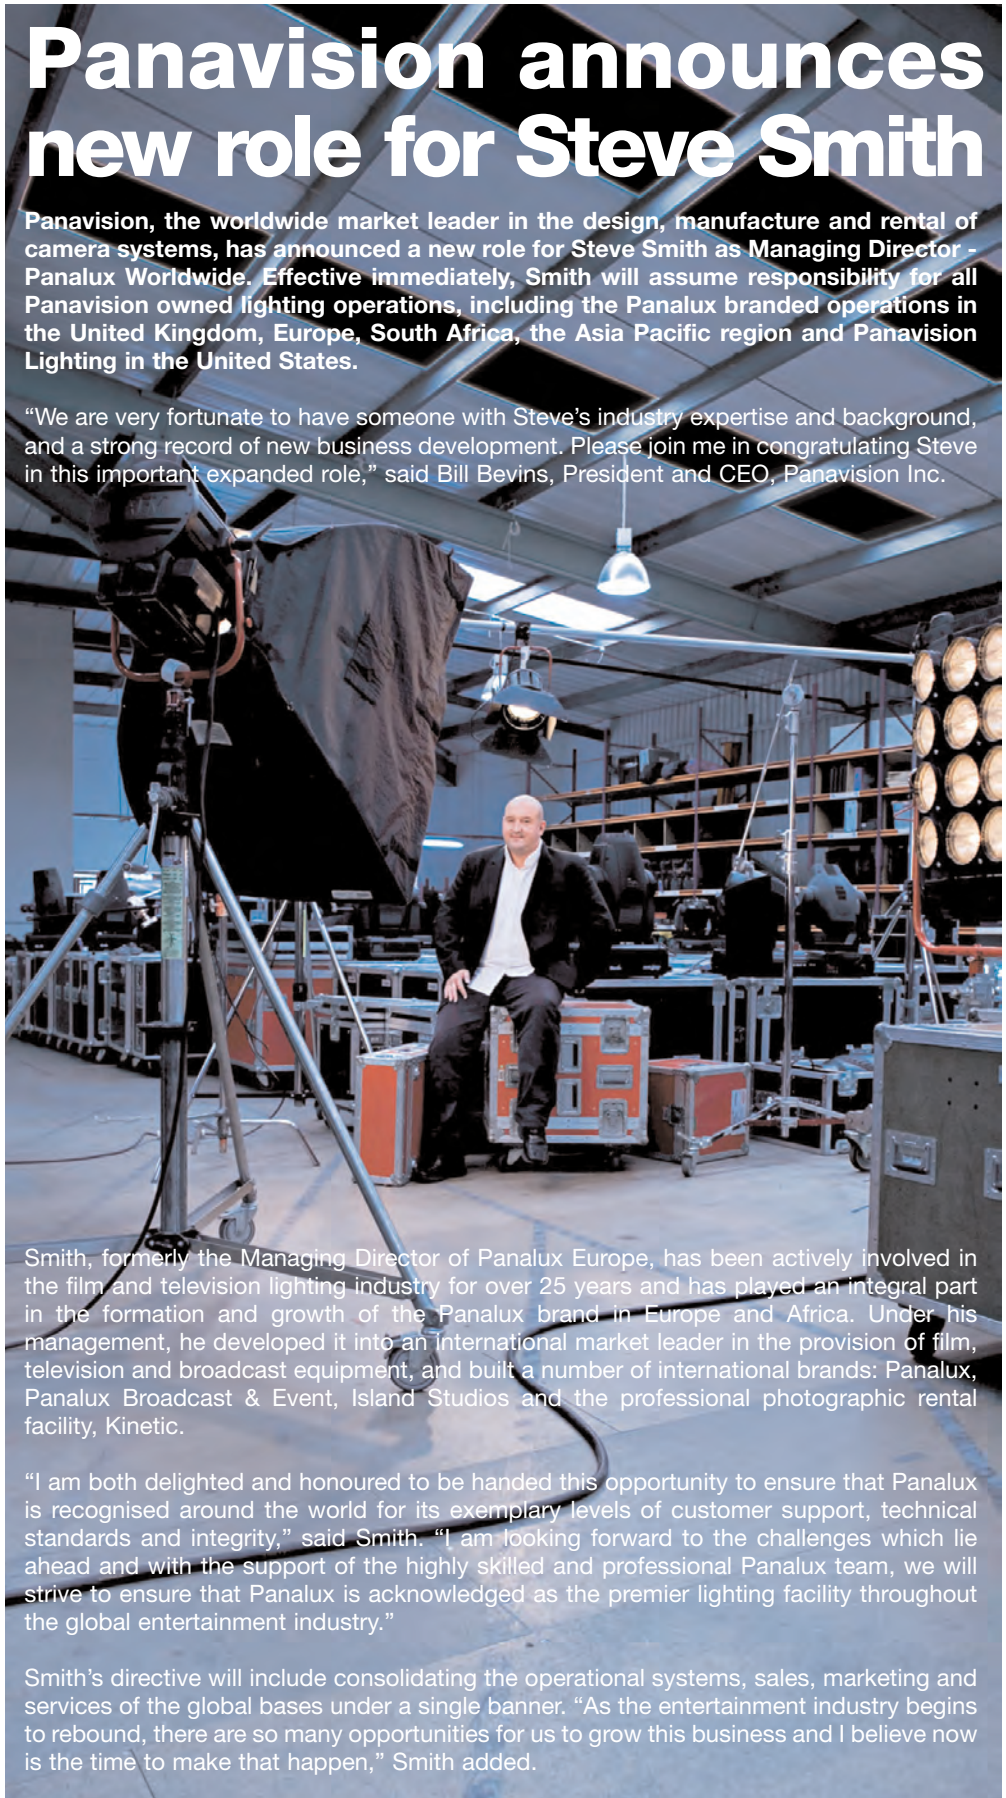 Panavision announces
new role for Steve Smith
Panavision, the worldwide market leader in the design, manufacture and rental of
camera systems, has announced a new role for Steve Smith as Managing Director -
Panalux Worldwide. Effective immediately, Smith will assume responsibility for all
Panavision owned lighting operations, including the Panalux branded operations in
the United Kingdom, Europe, South Africa, the Asia Pacific region and Panavision
Lighting in the United States.
“We are very fortunate to have someone with Steve’s industry expertise and background,
and a strong record of new business development. Please join me in congratulating Steve
in this important expanded role,” said Bill Bevins, President and CEO, Panavision Inc.
Smith, formerly the Managing Director of Panalux Europe, has been actively involved in
the film and television lighting industry for over 25 years and has played an integral part
in the formation and growth of the Panalux brand in Europe and Africa. Under his
management, he developed it into an international market leader in the provision of film,
television and broadcast equipment, and built a number of international brands: Panalux,
Panalux Broadcast & Event, Island Studios and the professional photographic rental
facility, Kinetic.
“I am both delighted and honoured to be handed this opportunity to ensure that Panalux
is recognised around the world for its exemplary levels of customer support, technical
standards and integrity,” said Smith. “I am looking forward to the challenges which lie
ahead and with the support of the highly skilled and professional Panalux team, we will
strive to ensure that Panalux is acknowledged as the premier lighting facility throughout
the global entertainment industry.”
Smith’s directive will include consolidating the operational systems, sales, marketing and
services of the global bases under a single banner. “As the entertainment industry begins
to rebound, there are so many opportunities for us to grow this business and I believe now
is the time to make that happen,” Smith added.